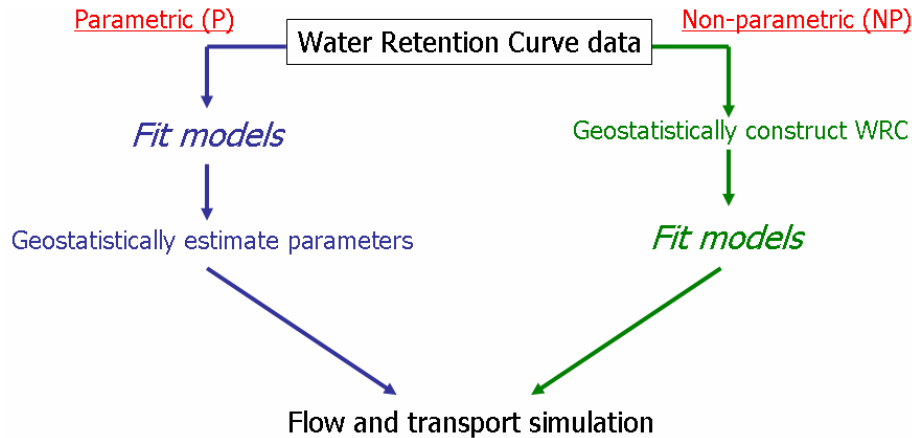 Parametric (P)
Non-parametric (NP)
Water Retention Curve data
Fit models
Geostatistically construct WRC
Geostatistically estimate parameters
Fit models
Flow and transport simulation